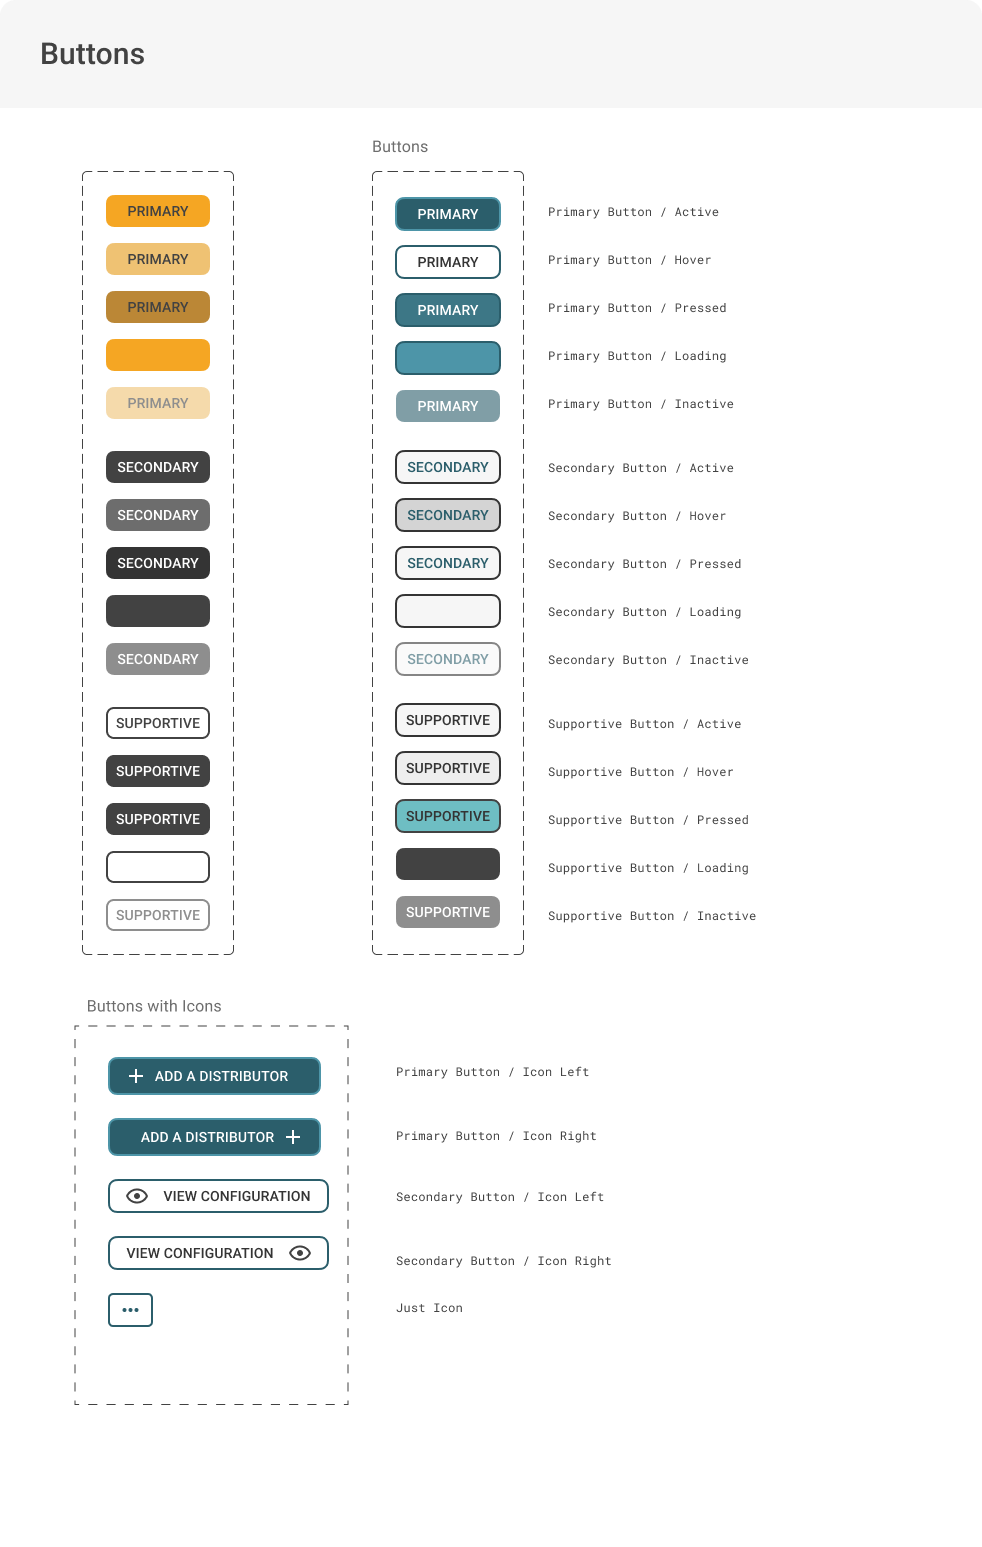 Buttons
Buttons
PRIMARY
PRIMARY
PRIMARY
PRIMARY
SECONDARY
SECONDARY
SECONDARY
SECONDARY
SUPPORTIVE
SUPPORTIVE
SUPPORTIVE
SUPPORTIVE
PRIMARY
PRIMARY
PRIMARY
PRIMARY
SECONDARY
SECONDARY
SECONDARY
SECONDARY
SUPPORTIVE
SUPPORTIVE
SUPPORTIVE
SUPPORTIVE
Primary Button / Active
Primary Button / Hover
Primary Button / Pressed
Primary Button / Loading
Primary Button / Inactive
Secondary Button / Active
Secondary Button / Hover
Secondary Button / Pressed
Secondary Button / Loading
Secondary Button / Inactive
Supportive Button / Active
Supportive Button / Hover
Supportive Button / Pressed
Supportive Button / Loading
Supportive Button / Inactive
Buttons with Icons
ADD A DISTRIBUTOR
ADD A DISTRIBUTOR
VIEW CONFIGURATION
VIEW CONFIGURATION
Primary Button / Icon Left
Primary Button / Icon Right
Secondary Button / Icon Left
Secondary Button / Icon Right
Just Icon